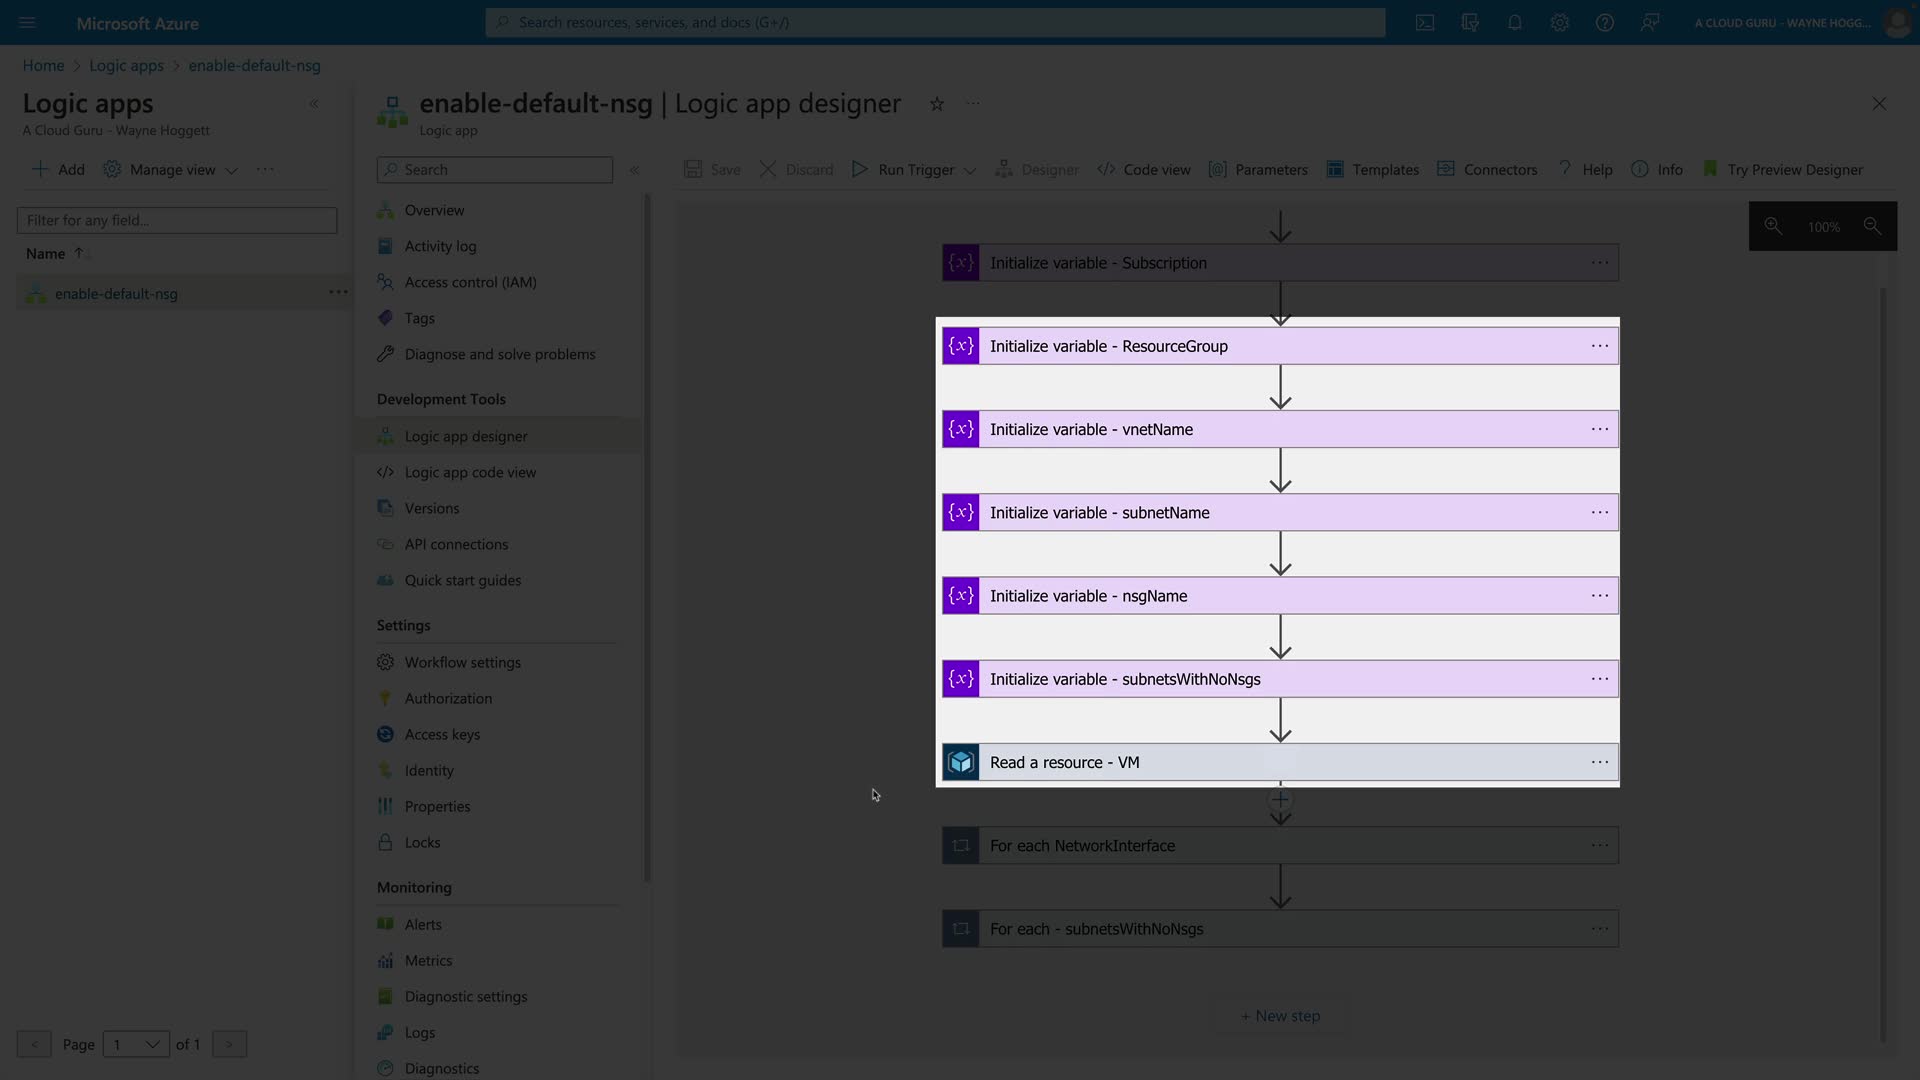 Microsoft Azure
Search resources, services, and docs (G+/)
A CLOUD GURU - WAYNE HOGG...
Home > Logic apps > enable-default-nsg
Logic apps
A Cloud Guru - Wayne Hoggett
enable-default-nsg | Logic app designer
Logic app
Add
Manage view
Search
Save
Discard
Run Trigger
Designer
Code view
Parameters
Templates
Connectors
Help
Info
Try Preview Designer
Filter for any field...
Name
enable-default-nsg
Page 1 of 1
Overview
Activity log
Access control (IAM)
Tags
Diagnose and solve problems
Development Tools
Logic app designer
Logic app code view
Versions
API connections
Quick start guides
Settings
Workflow settings
Authorization
Access keys
Identity
Properties
Locks
Monitoring
Alerts
Metrics
Diagnostic settings
Logs
Diagnostics
100%
{x} Initialize variable - Subscription
{x} Initialize variable - ResourceGroup
{x} Initialize variable - vnetName
{x} Initialize variable - subnetName
{x} Initialize variable - nsgName
{x} Initialize variable - subnetsWithNoNsgs
Read a resource - VM
For each NetworkInterface
For each - subnetsWithNoNsgs
+ New step